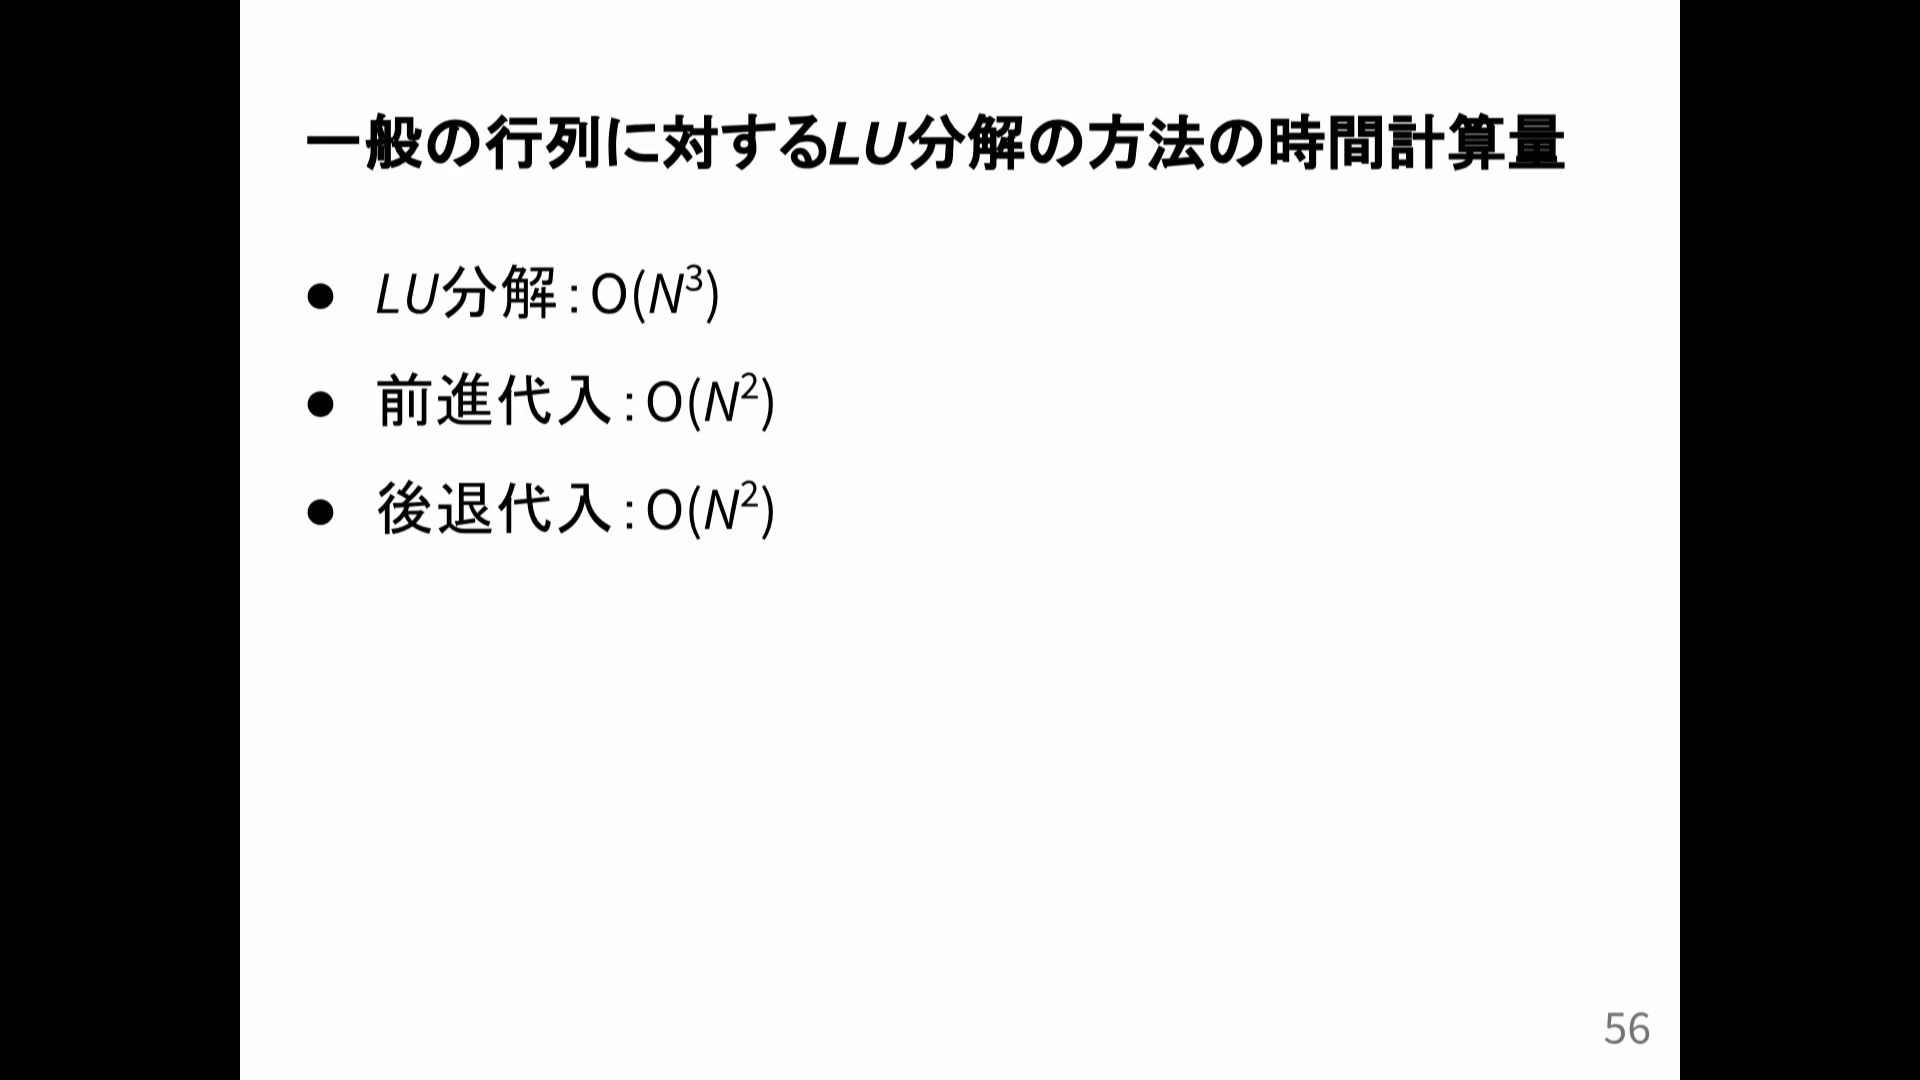 一般の行列に対するLU分解の方法の時間計算量
● LU分解：O(N³)
● 前進代入：O(N²)
● 後退代入：O(N²)
56